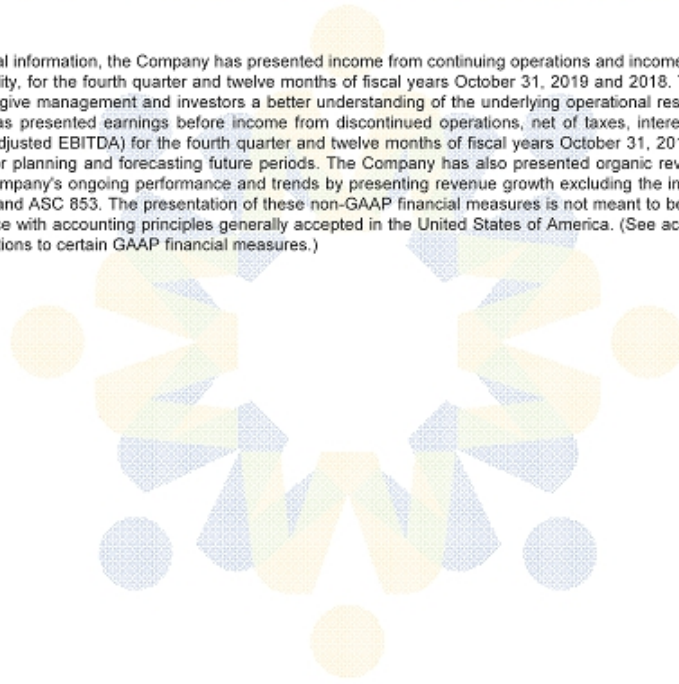 al information, the Company has presented income from continuing operations and income
ity, for the fourth quarter and twelve months of fiscal years October 31, 2019 and 2018.
give management and investors a better understanding of the underlying operational res
as presented earnings before income from discontinued operations, net of taxes, intere
djusted EBITDA) for the fourth quarter and twelve months of fiscal years October 31, 201
r planning and forecasting future periods. The Company has also presented organic rev
mpany's ongoing performance and trends by presenting revenue growth excluding the im
and ASC 853. The presentation of these non-GAAP financial measures is not meant to be
e with accounting principles generally accepted in the United States of America. (See ac
tions to certain GAAP financial measures.)